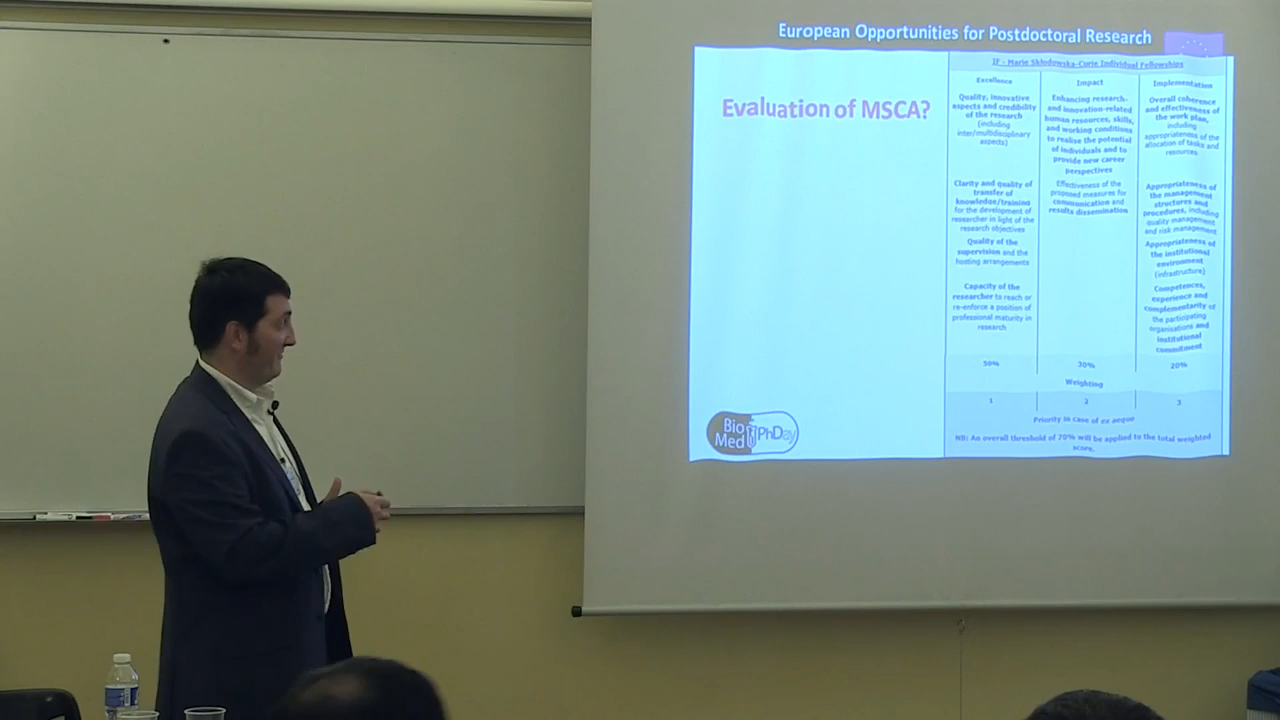 European Opportunities for Postdoctoral Research
Evaluation of MSCA?
IF - Marie Skłodowska-Curie Individual Fellowships
Excellence
Impact
Implementation
Quality, innovative
aspects and credibility
of the research
(including
inter/multidisciplinary
aspects)
Enhancing research-
and innovation-related
human resources, skills,
and working conditions
to realise the potential
of individuals and to
provide new career
perspectives
Overall coherence
and effectiveness of
the work plan,
including
appropriateness of the
allocation of tasks and
resources
Clarity and quality of
transfer of
knowledge/training
for the development of
researcher in light of the
research objectives
Effectiveness of the
proposed measures for
communication and
results dissemination
Appropriateness of
the management
structures and
procedures, including
quality management
and risk management
Quality of the
supervision and the
hosting arrangements
Appropriateness of
the institutional
environment
(infrastructure)
Capacity of the
researcher to reach or
re-enforce a position of
professional maturity in
research
Competences,
experience and
complementarity of
the participating
organisations and
institutional
commitment
50%
30%
20%
Weighting
1
2
3
Priority in case of ex aequo
NB: An overall threshold of 70% will be applied to the total weighted
score.
Bio
Med
PhDay